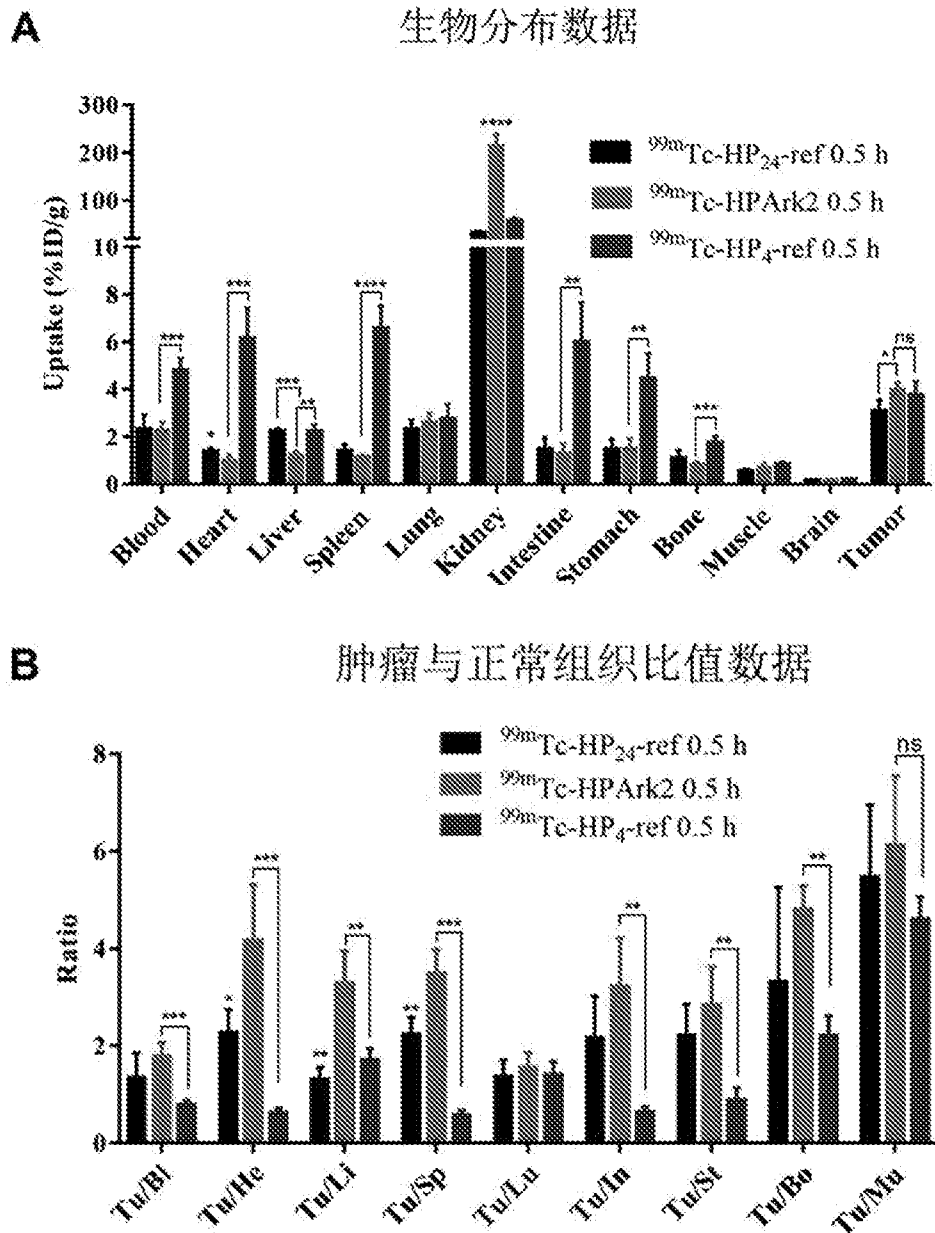 A
生物分布数据
Uptake (%ID/g)
300
200
100
10
8
6
4
2
0
99mTc-HP24-ref 0.5 h
99mTc-HPArk2 0.5 h
99mTc-HP4-ref 0.5 h
***
***
***
**
*
****
****
**
**
***
*
ns
Blood
Heart
Liver
Spleen
Lung
Kidney
Intestine
Stomach
Bone
Muscle
Brain
Tumor
B
肿瘤与正常组织比值数据
Ratio
8
6
4
2
0
99mTc-HP24-ref 0.5 h
99mTc-HPArk2 0.5 h
99mTc-HP4-ref 0.5 h
***
*
***
**
**
**
***
**
**
**
ns
Tu/Bl
Tu/He
Tu/Li
Tu/Sp
Tu/Lu
Tu/In
Tu/St
Tu/Bo
Tu/Mu